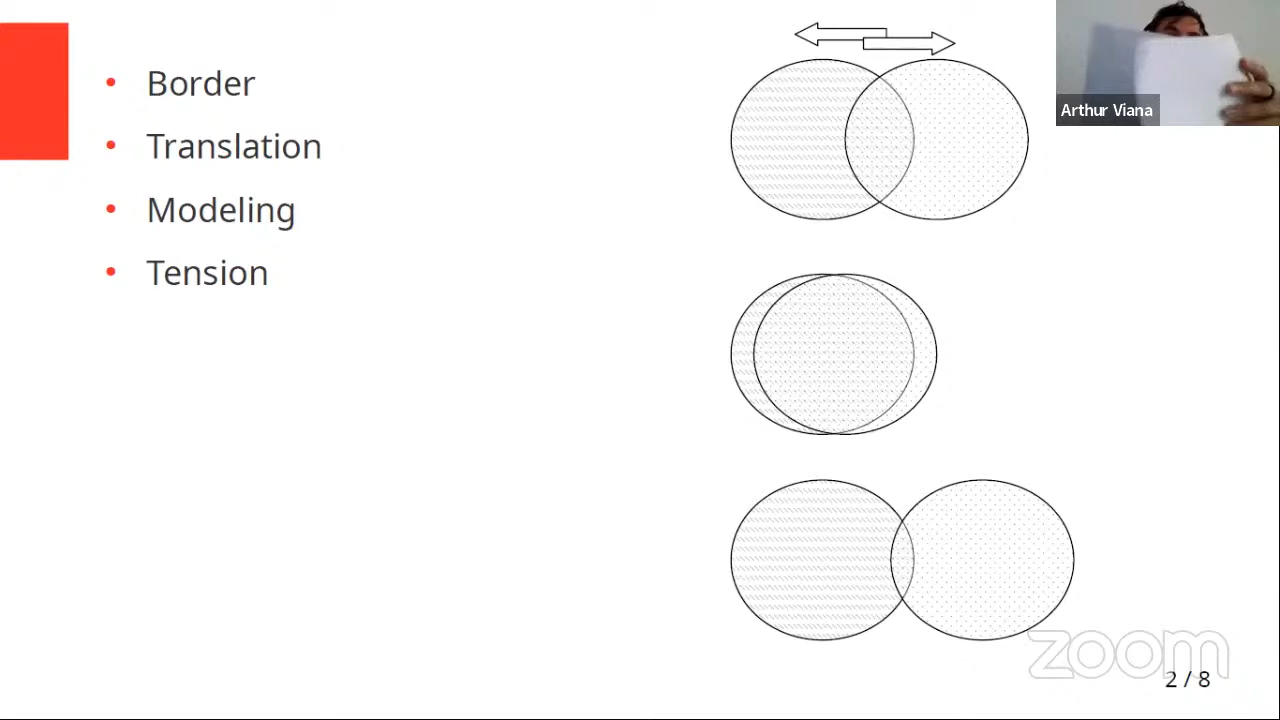 Border
Translation
Modeling
Tension
Arthur Viana
zoom
2 / 8